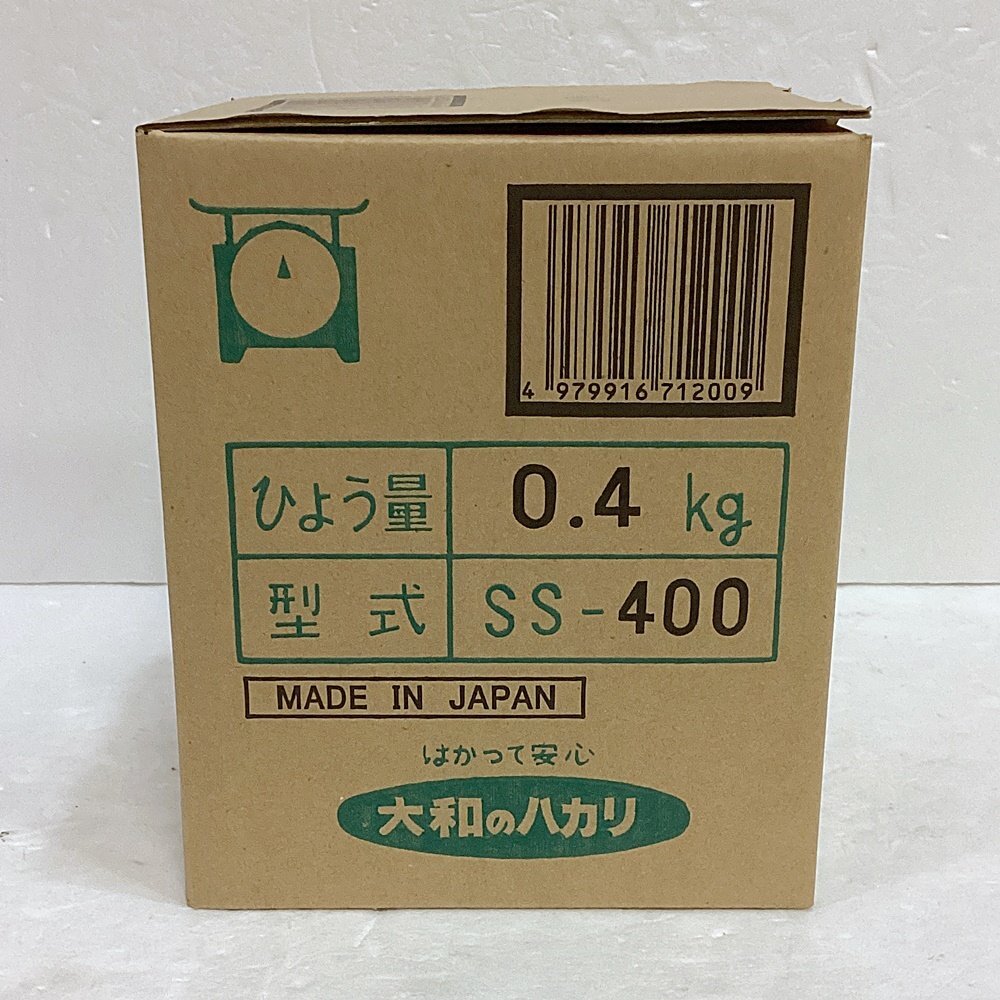 4 979916 712009
ひょう量 0.4 kg
型式 SS-400
MADE IN JAPAN
はかって安心
大和のハカリ